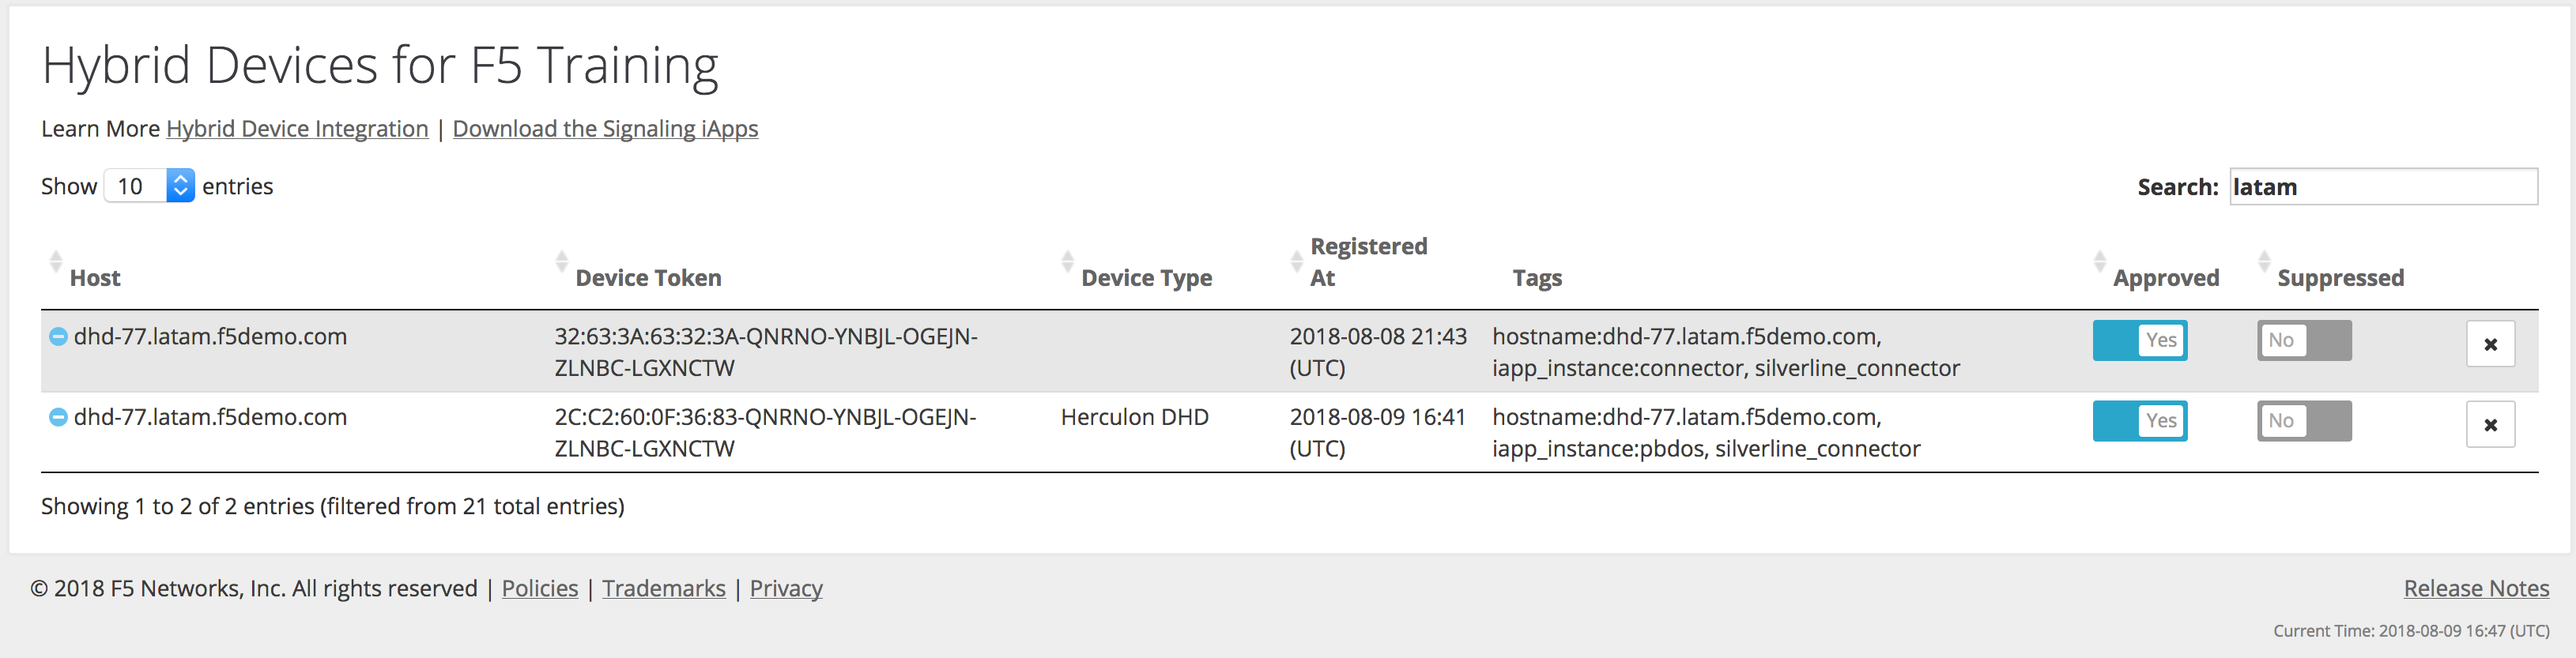 Hybrid Devices for F5 Training
Learn More Hybrid Device Integration | Download the Signaling iApps
Show 10 entries
Search: latam
Host Device Token Device Type Registered At Tags Approved Suppressed
dhd-77.latam.f5demo.com 32:63:3A:63:32:3A-QNRNO-YNBJL-OGEJN- 2018-08-08 21:43 hostname:dhd-77.latam.f5demo.com, Yes No
ZLNBC-LGXNCTW (UTC) iapp_instance:connector, silverline_connector
dhd-77.latam.f5demo.com 2C:C2:60:0F:36:83-QNRNO-YNBJL-OGEJN- Herculon DHD 2018-08-09 16:41 hostname:dhd-77.latam.f5demo.com, Yes No
ZLNBC-LGXNCTW (UTC) iapp_instance:pbdos, silverline_connector
Showing 1 to 2 of 2 entries (filtered from 21 total entries)
© 2018 F5 Networks, Inc. All rights reserved | Policies | Trademarks | Privacy
Release Notes
Current Time: 2018-08-09 16:47 (UTC)